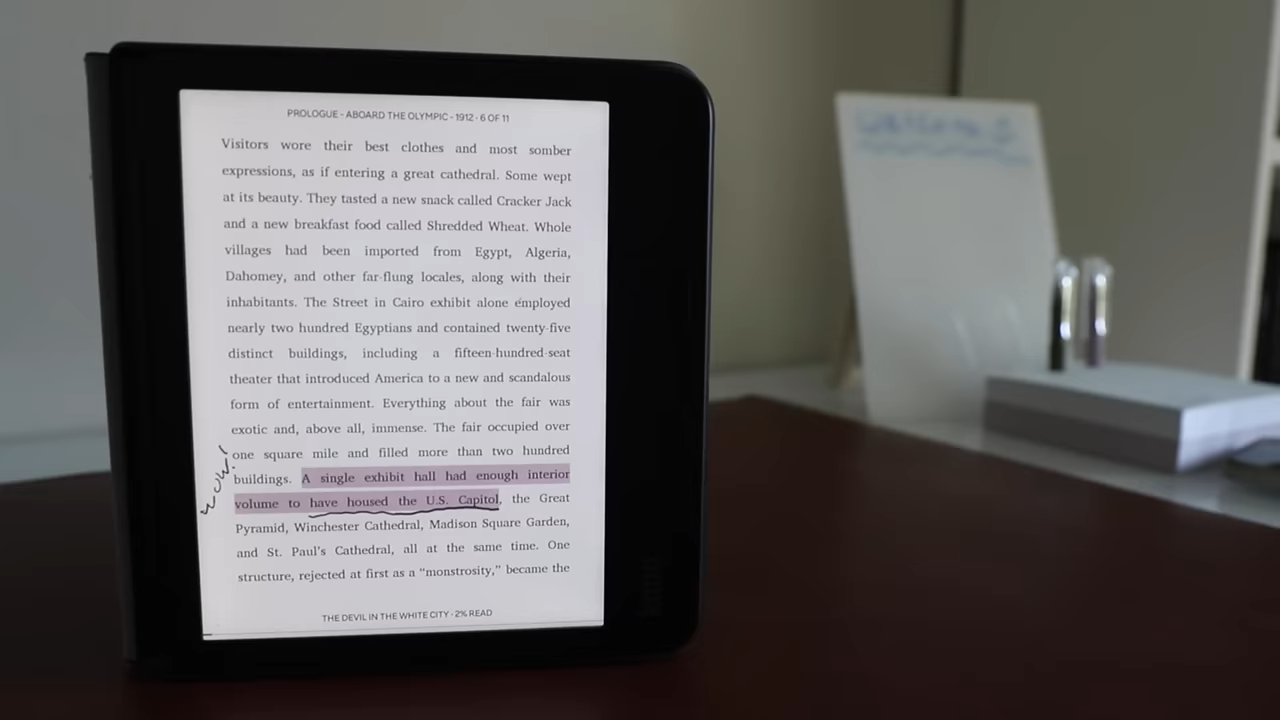 PROLOGUE - ABOARD THE OLYMPIC - 1912 · 6 OF 11
Visitors wore their best clothes and most somber
expressions, as if entering a great cathedral. Some wept
at its beauty. They tasted a new snack called Cracker Jack
and a new breakfast food called Shredded Wheat. Whole
villages had been imported from Egypt, Algeria,
Dahomey, and other far-flung locales, along with their
inhabitants. The Street in Cairo exhibit alone employed
nearly two hundred Egyptians and contained twenty-five
distinct buildings, including a fifteen-hundred-seat
theater that introduced America to a new and scandalous
form of entertainment. Everything about the fair was
exotic and, above all, immense. The fair occupied over
one square mile and filled more than two hundred
wow!
buildings. A single exhibit hall had enough interior
volume to have housed the U.S. Capitol, the Great
Pyramid, Winchester Cathedral, Madison Square Garden,
and St. Paul's Cathedral, all at the same time. One
structure, rejected at first as a “monstrosity,” became the
THE DEVIL IN THE WHITE CITY · 2% READ